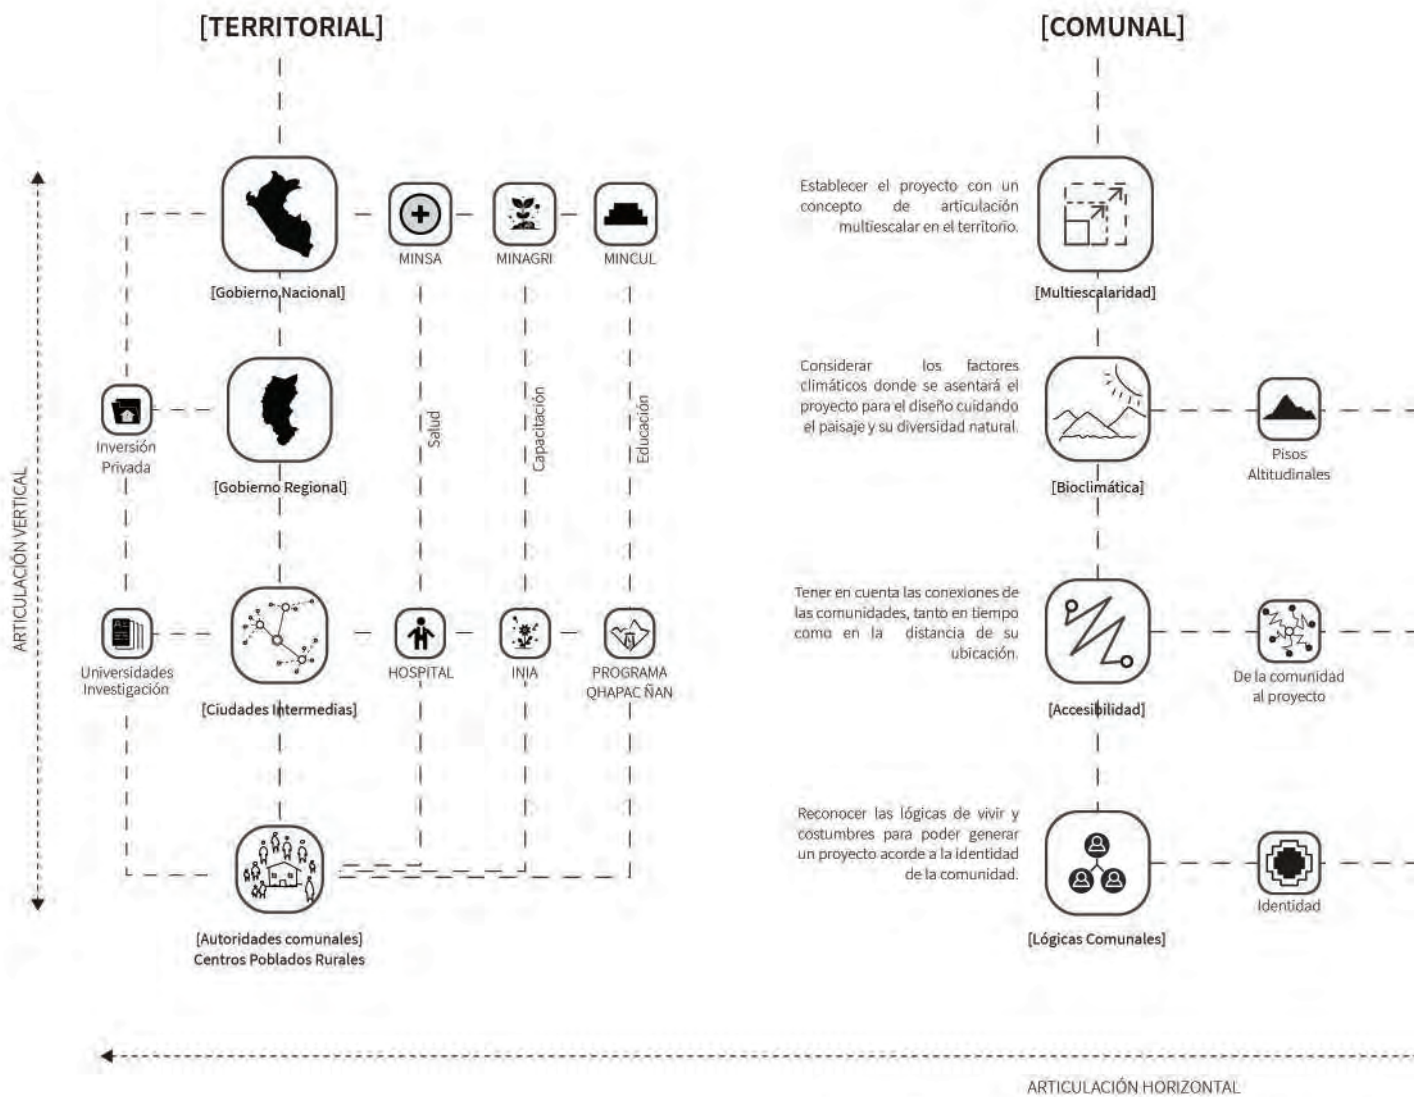 [TERRITORIAL]
[COMUNAL]
ARTICULACIÓN VERTICAL
MINSA
MINAGRI
MINCUL
[Gobierno Nacional]
Salud
Capacitación
Educación
Inversión
Privada
[Gobierno Regional]
Universidades
Investigación
[Ciudades Intermedias]
HOSPITAL
INIA
PROGRAMA
QHAPAC ÑAN
[Autoridades comunales]
Centros Poblados Rurales
Establecer el proyecto con un
concepto de articulación
multiescalar en el territorio.
[Multiescalaridad]
Considerar los factores
climáticos donde se asentará el
proyecto para el diseño cuidando
el paisaje y su diversidad natural.
[Bioclimática]
Pisos
Altitudinales
Tener en cuenta las conexiones de
las comunidades, tanto en tiempo
como en la distancia de su
ubicación.
[Accesibilidad]
De la comunidad
al proyecto
Reconocer las lógicas de vivir y
costumbres para poder generar
un proyecto acorde a la identidad
de la comunidad.
[Lógicas Comunales]
Identidad
ARTICULACIÓN HORIZONTAL